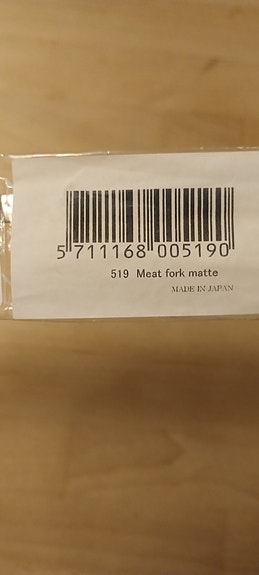 5 711168 005190
519 Meat fork matte
MADE IN JAPAN